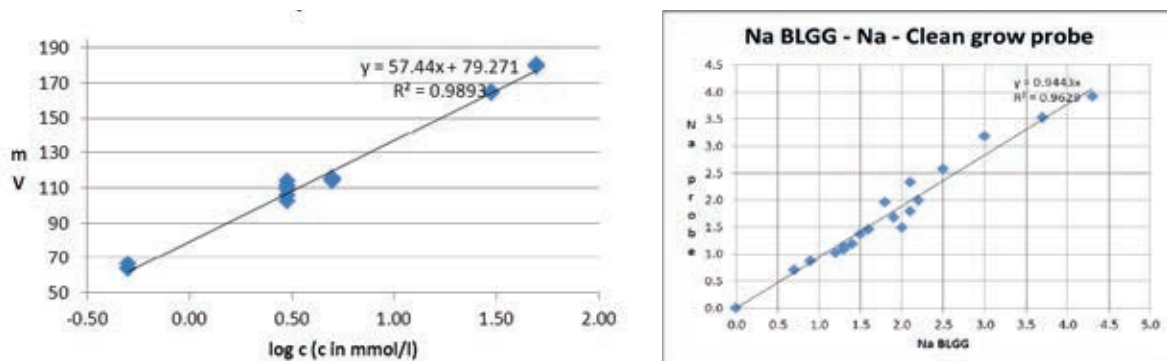 190
170
150
130
110
90
70
50
m
V
y = 57.44x + 79.271
R² = 0.9893
-0.50 0.00 0.50 1.00 1.50 2.00
log c (c in mmol/l)
Na BLGG - Na - Clean grow probe
4.5
4.0
3.5
3.0
2.5
2.0
1.5
1.0
0.5
0.0
N
a
p
r
o
b
e
y = 0.9443x
R² = 0.9629
0.0 0.5 1.0 1.5 2.0 2.5 3.0 3.5 4.0 4.5 5.0
Na BLGG